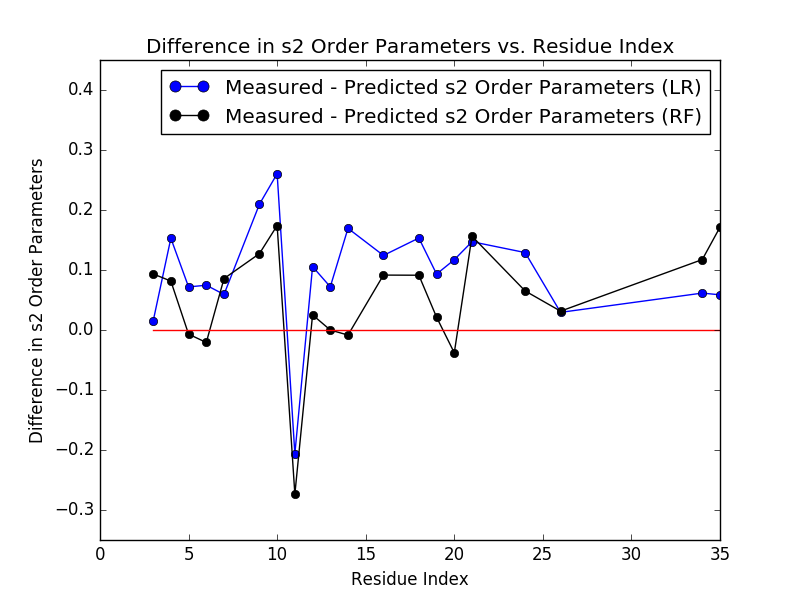 Difference in s2 Order Parameters vs. Residue Index
Measured - Predicted s2 Order Parameters (LR)
Measured - Predicted s2 Order Parameters (RF)
Difference in s2 Order Parameters
0.4
0.3
0.2
0.1
0.0
−0.1
−0.2
−0.3
0 5 10 15 20 25 30 35
Residue Index